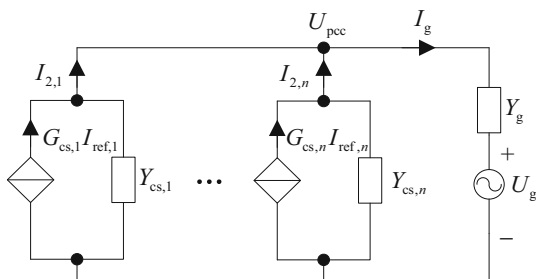 U_pcc
I_g
I_2,1
I_2,n
Y_g
G_cs,1 I_ref,1
G_cs,n I_ref,n
+
Y_cs,1
...
Y_cs,n
U_g
−